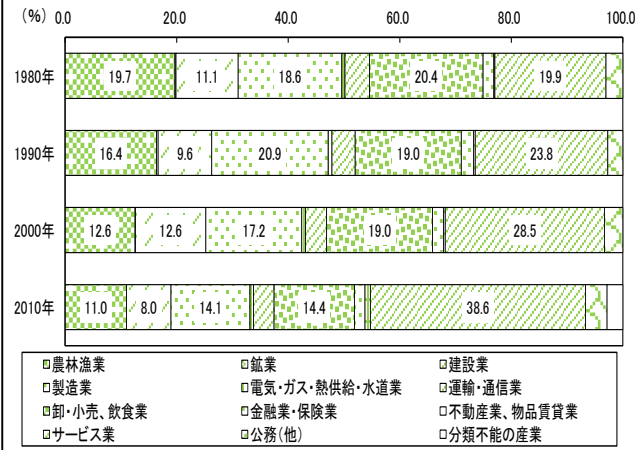 (%) 0.0 20.0 40.0 60.0 80.0 100.0
1980年 19.7 11.1 18.6 20.4 19.9
1990年 16.4 9.6 20.9 19.0 23.8
2000年 12.6 12.6 17.2 19.0 28.5
2010年 11.0 8.0 14.1 14.4 38.6
農林漁業 鉱業 建設業
製造業 電気・ガス・熱供給・水道業 運輸・通信業
卸・小売、飲食業 金融業・保険業 不動産業、物品賃貸業
サービス業 公務(他) 分類不能の産業